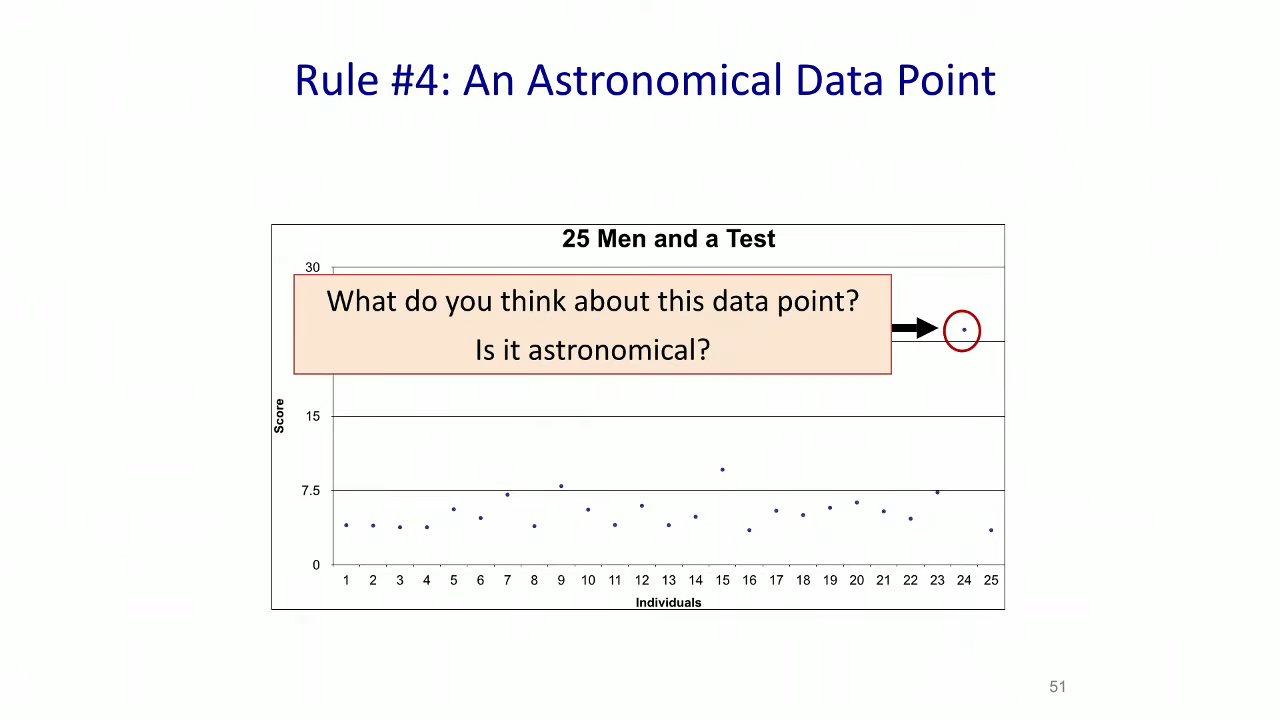 Rule #4: An Astronomical Data Point
25 Men and a Test
30
What do you think about this data point?
Is it astronomical?
Score
15
7.5
0
1 2 3 4 5 6 7 8 9 10 11 12 13 14 15 16 17 18 19 20 21 22 23 24 25
Individuals
51